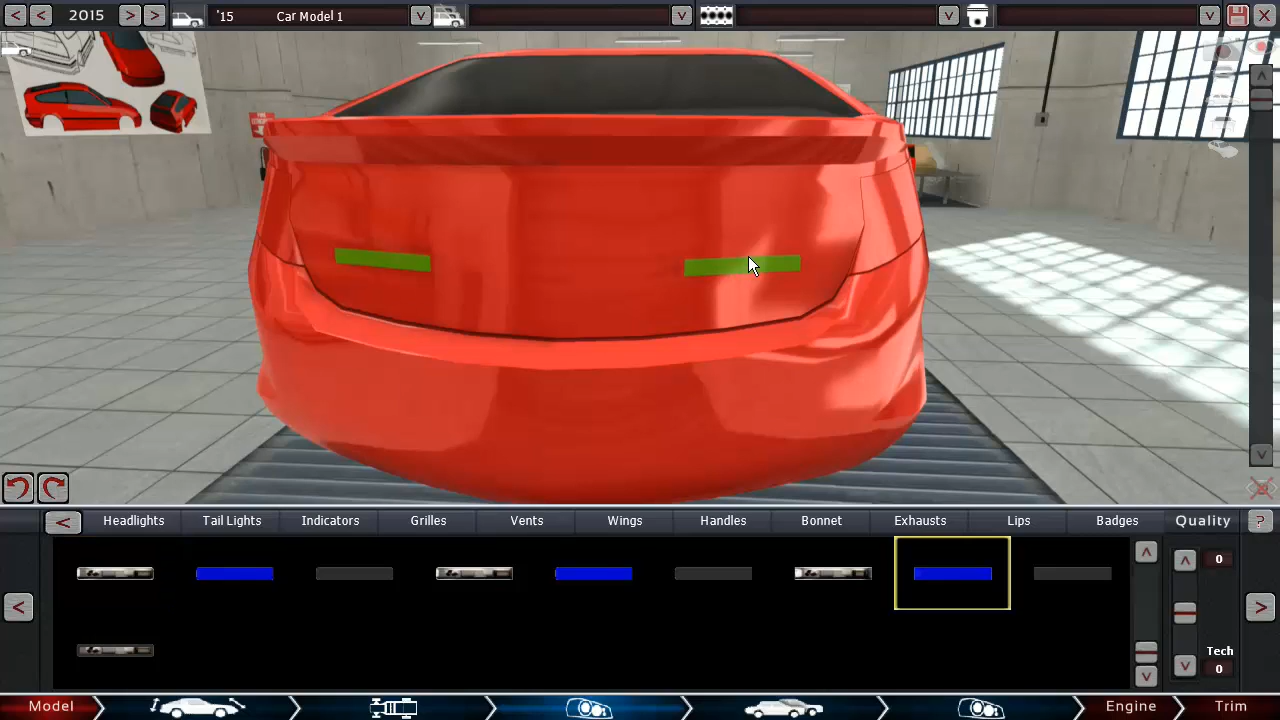 2015
'15 Car Model 1
Headlights Tail Lights Indicators Grilles Vents Wings Handles Bonnet Exhausts Lips Badges Quality ?
0
Tech
0
Model Engine Trim